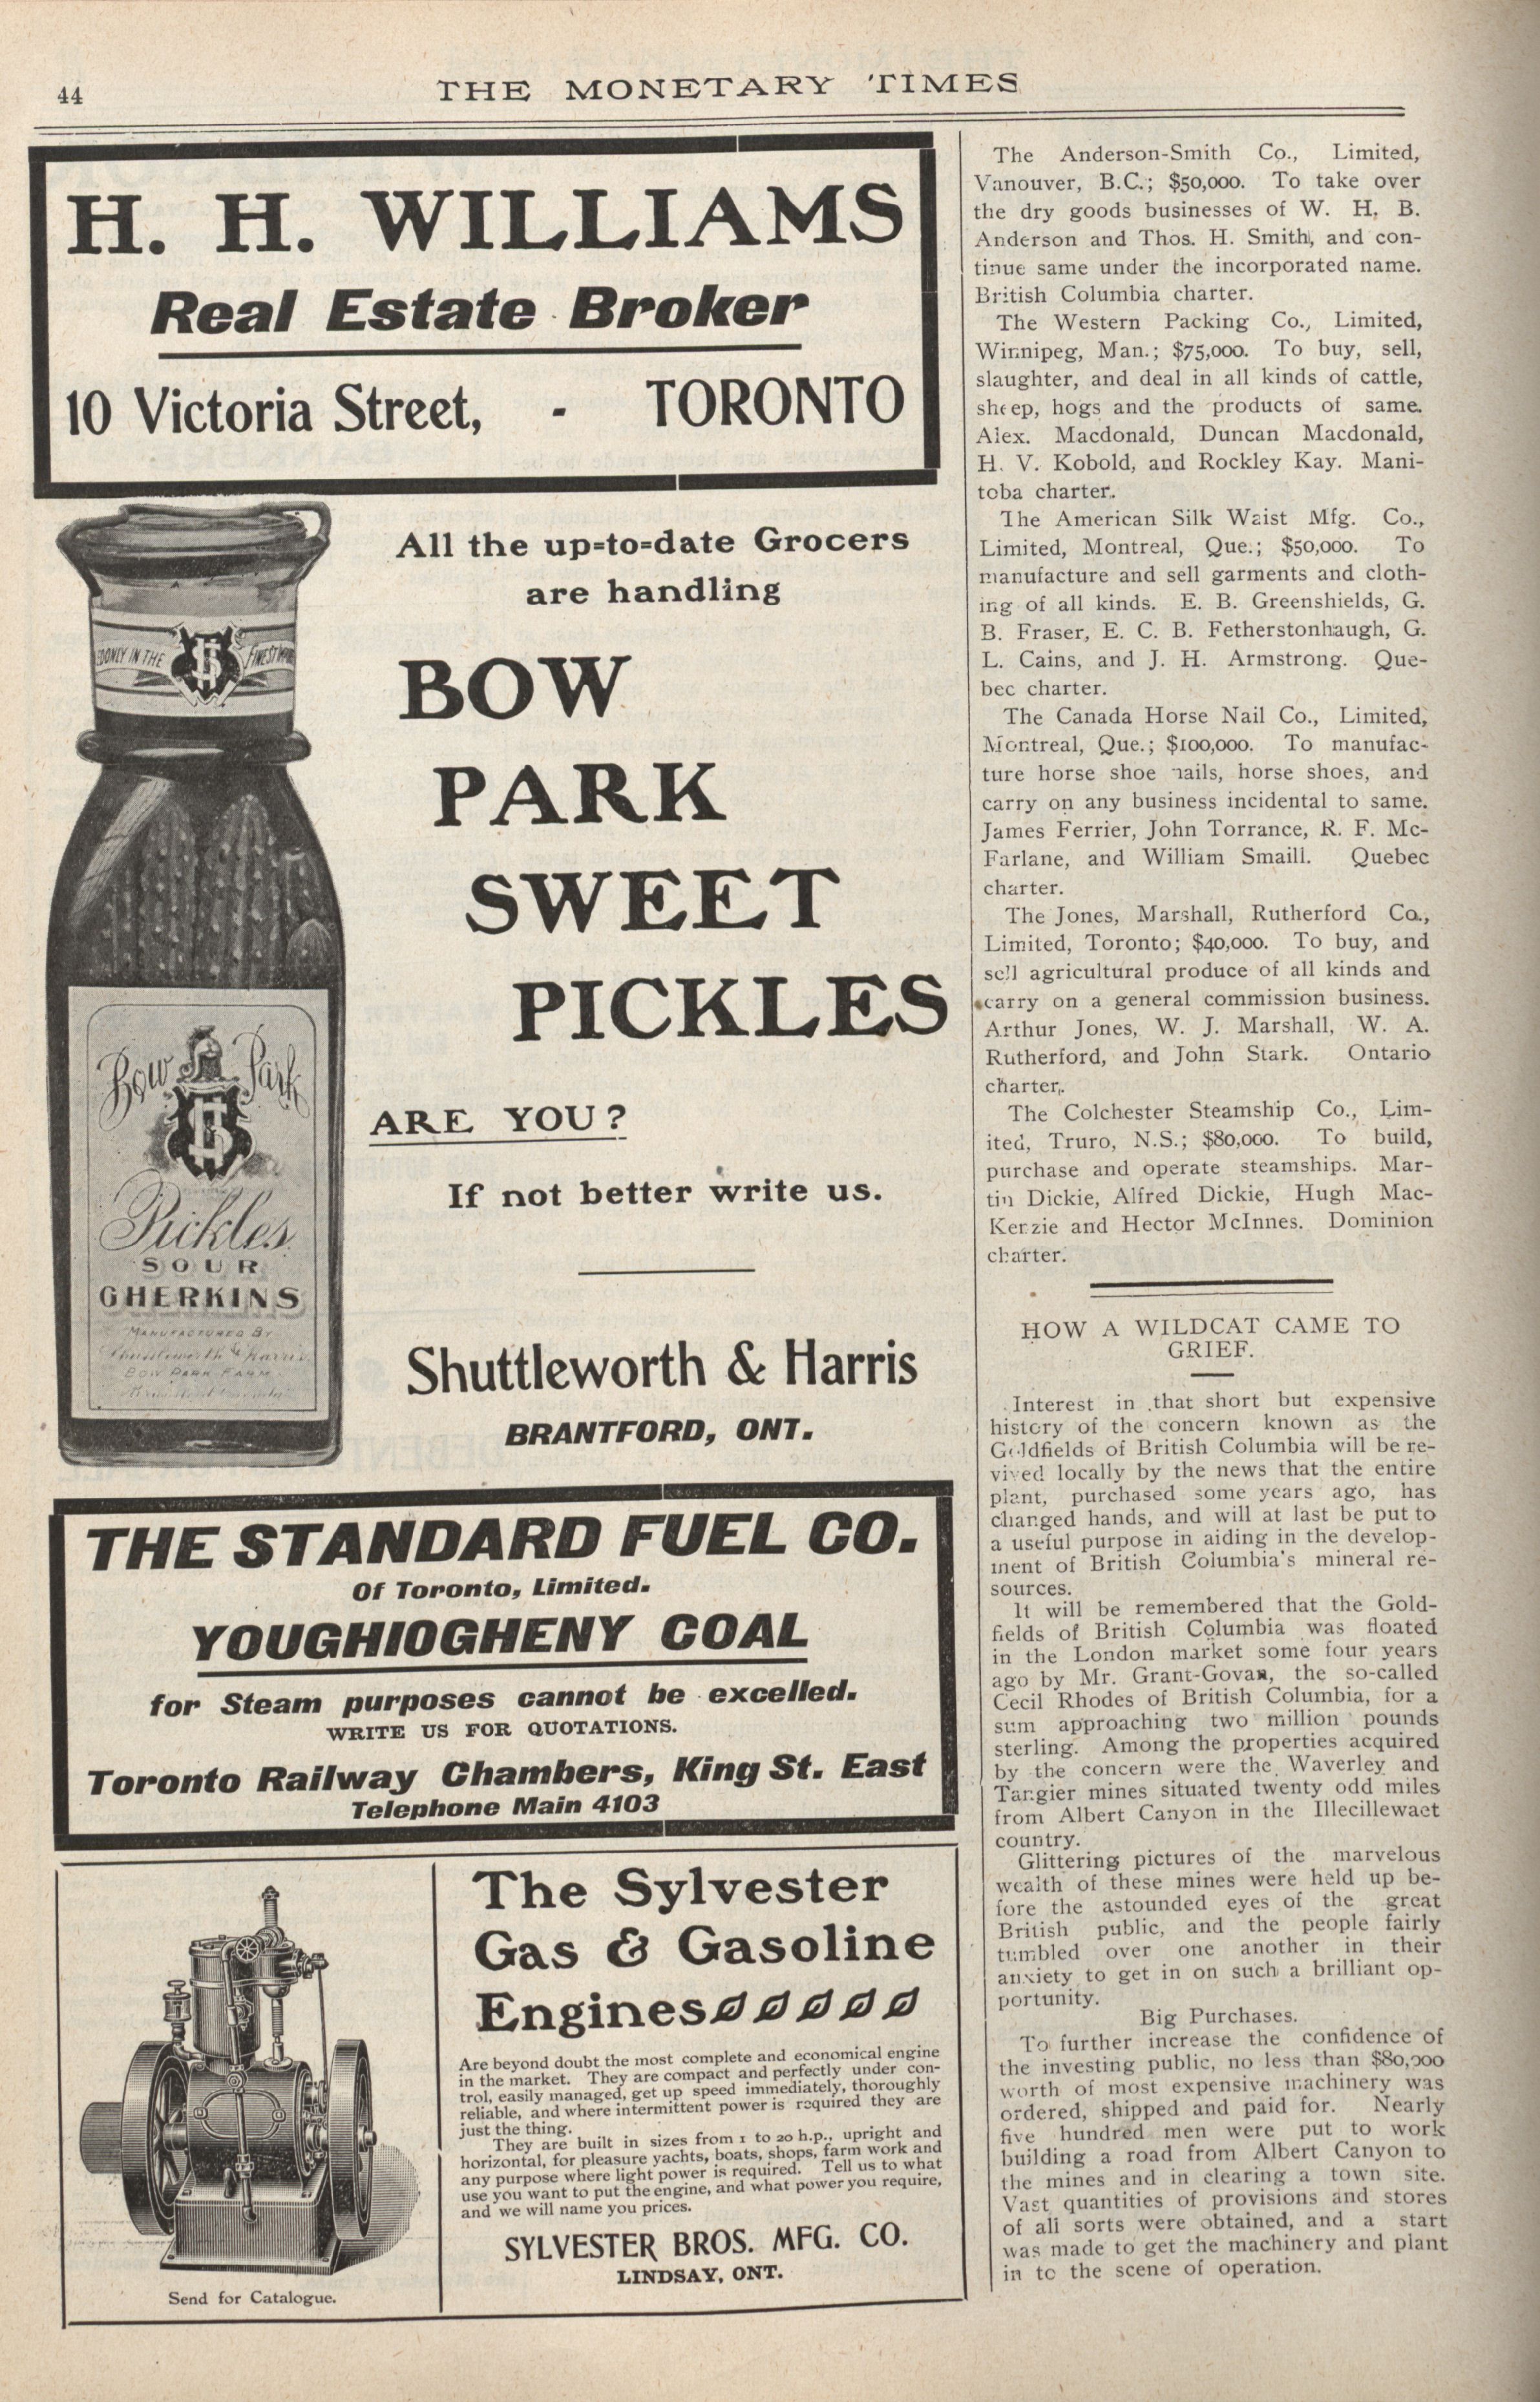 44
THE MONETARY TIMES
H. H. WILLIAMS
Real Estate Broker
10 Victoria Street, - TORONTO
All the up=to=date Grocers
are handling
BOW
PARK
SWEET
PICKLES
ARE YOU?
If not better write us.
Shuttleworth & Harris
BRANTFORD, ONT.
ONLY IN THE
FINEST
Bow Park
Pickles
SOUR
GHERKINS
MANUFACTURED BY
Shuttleworth & Harris
BOW PARK FARM
THE STANDARD FUEL CO.
Of Toronto, Limited.
YOUGHIOGHENY COAL
for Steam purposes cannot be excelled.
WRITE US FOR QUOTATIONS.
Toronto Railway Chambers, King St. East
Telephone Main 4103
Send for Catalogue.
The Sylvester
Gas & Gasoline
Engines
Are beyond doubt the most complete and economical engine
in the market. They are compact and perfectly under con-
trol, easily managed, get up speed immediately, thoroughly
reliable, and where intermittent power is required they are
just the thing.
They are built in sizes from 1 to 20 h.p., upright and
horizontal, for pleasure yachts, boats, shops, farm work and
any purpose where light power is required. Tell us to what
use you want to put the engine, and what power you require,
and we will name you prices.
SYLVESTER BROS. MFG. CO.
LINDSAY, ONT.
The Anderson-Smith Co., Limited,
Vanouver, B.C.; $50,000. To take over
the dry goods businesses of W. H. B.
Anderson and Thos. H. Smith, and con-
tinue same under the incorporated name.
British Columbia charter.
The Western Packing Co., Limited,
Winnipeg, Man.; $75,000. To buy, sell,
slaughter, and deal in all kinds of cattle,
sheep, hogs and the products of same.
Alex. Macdonald, Duncan Macdonald,
H. V. Kobold, and Rockley Kay. Mani-
toba charter.
The American Silk Waist Mfg. Co.,
Limited, Montreal, Que.; $50,000. To
manufacture and sell garments and cloth-
ing of all kinds. E. B. Greenshields, G.
B. Fraser, E. C. B. Fetherstonhaugh, G.
L. Cains, and J. H. Armstrong. Que-
bec charter.
The Canada Horse Nail Co., Limited,
Montreal, Que.; $100,000. To manufac-
ture horse shoe nails, horse shoes, and
carry on any business incidental to same.
James Ferrier, John Torrance, R. F. Mc-
Farlane, and William Smaill. Quebec
charter.
The Jones, Marshall, Rutherford Co.,
Limited, Toronto; $40,000. To buy, and
sell agricultural produce of all kinds and
carry on a general commission business.
Arthur Jones, W. J. Marshall, W. A.
Rutherford, and John Stark. Ontario
charter.
The Colchester Steamship Co., Lim-
ited, Truro, N.S.; $80,000. To build,
purchase and operate steamships. Mar-
tin Dickie, Alfred Dickie, Hugh Mac-
Kenzie and Hector McInnes. Dominion
charter.
HOW A WILDCAT CAME TO
GRIEF.
Interest in that short but expensive
history of the concern known as the
Goldfields of British Columbia will be re-
vived locally by the news that the entire
plant, purchased some years ago, has
changed hands, and will at last be put to
a useful purpose in aiding in the develop-
ment of British Columbia's mineral re-
sources.
It will be remembered that the Gold-
fields of British Columbia was floated
in the London market some four years
ago by Mr. Grant-Govan, the so-called
Cecil Rhodes of British Columbia, for a
sum approaching two million pounds
sterling. Among the properties acquired
by the concern were the Waverley and
Tangier mines situated twenty odd miles
from Albert Canyon in the Illecillewaet
country.
Glittering pictures of the marvelous
wealth of these mines were held up be-
fore the astounded eyes of the great
British public, and the people fairly
tumbled over one another in their
anxiety to get in on such a brilliant op-
portunity.
Big Purchases.
To further increase the confidence of
the investing public, no less than $80,000
worth of most expensive machinery was
ordered, shipped and paid for. Nearly
five hundred men were put to work
building a road from Albert Canyon to
the mines and in clearing a town site.
Vast quantities of provisions and stores
of all sorts were obtained, and a start
was made to get the machinery and plant
in to the scene of operation.